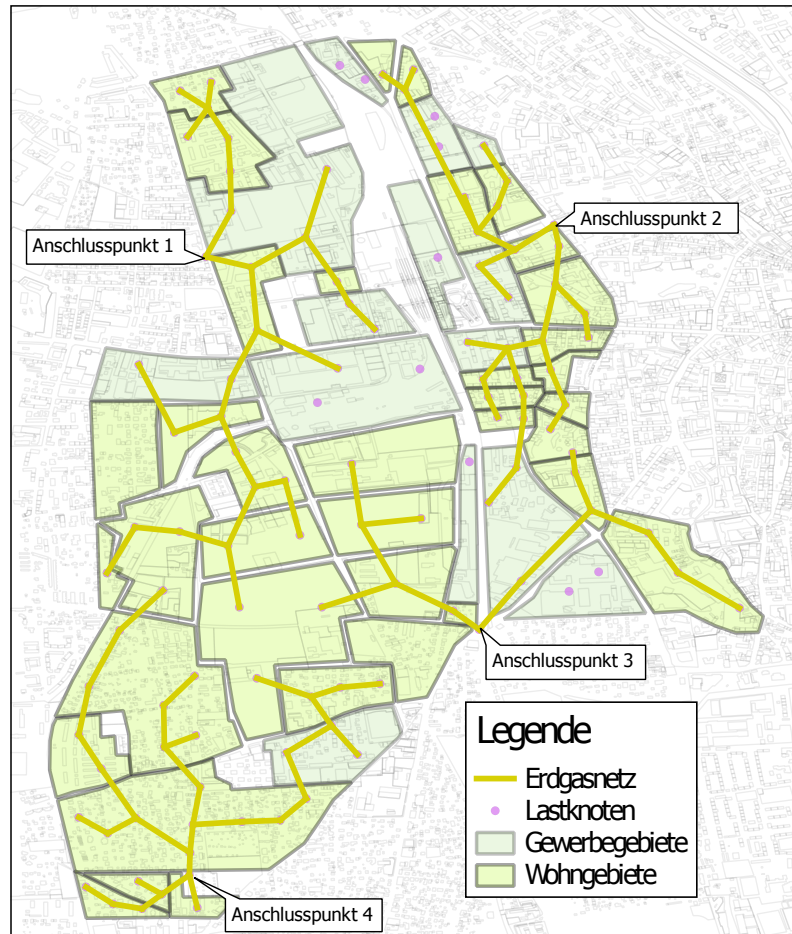 Anschlusspunkt 1
Anschlusspunkt 2
Anschlusspunkt 3
Anschlusspunkt 4
Legende
Erdgasnetz
Lastknoten
Gewerbegebiete
Wohngebiete